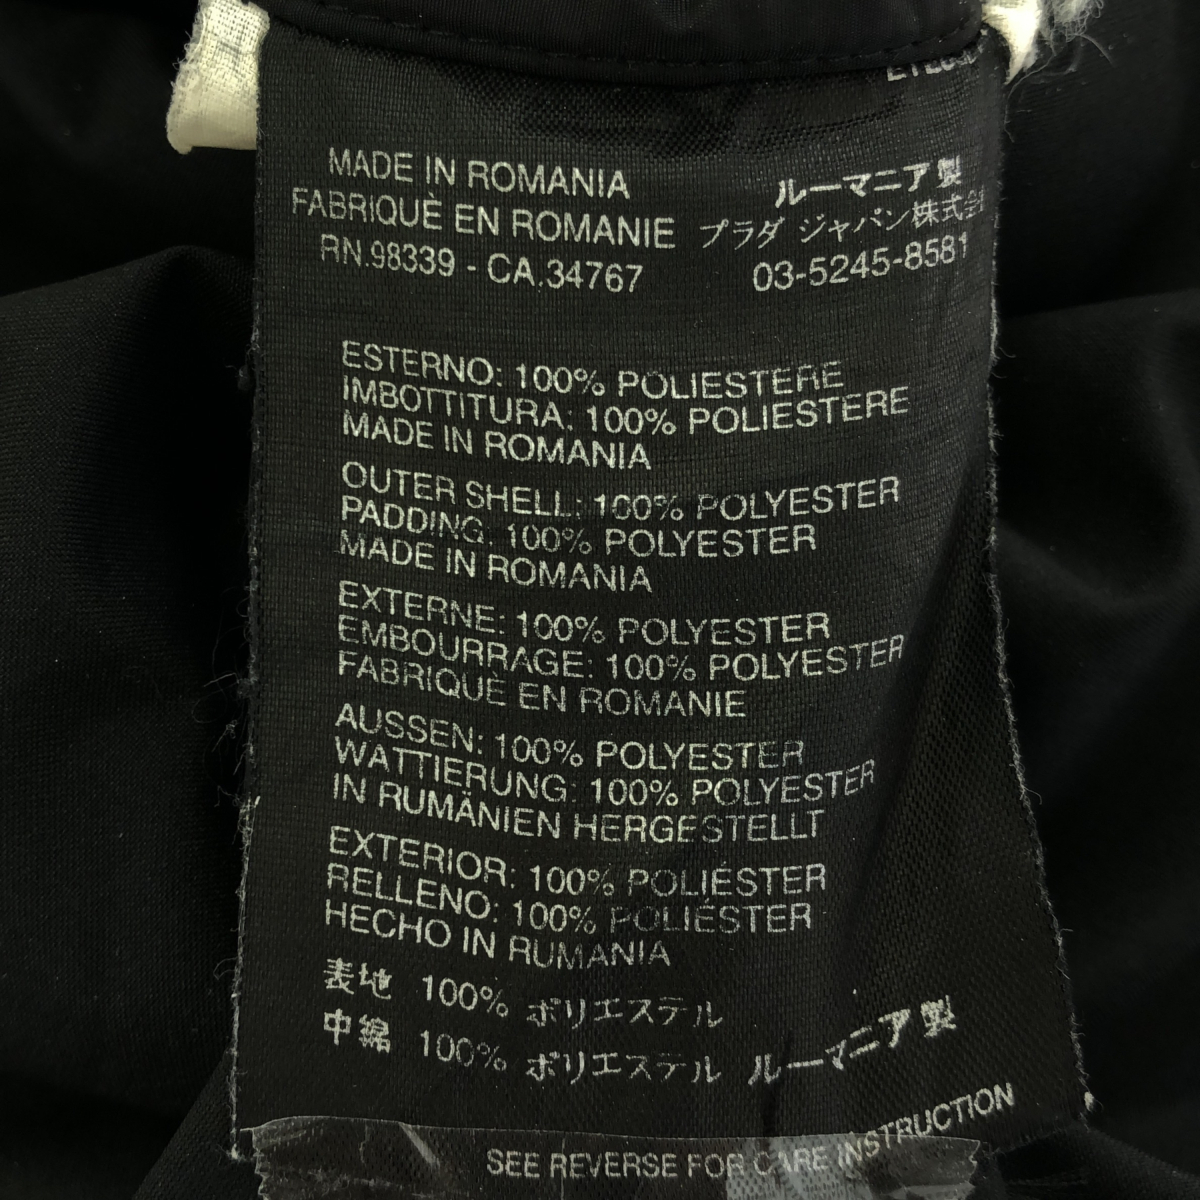 MADE IN ROMANIA
FABRIQUÈ EN ROMANIE
RN.98339 - CA.34767
ルーマニア製
プラダ ジャパン株式会
03-5245-8581
ESTERNO: 100% POLIESTERE
IMBOTTITURA: 100% POLIESTERE
MADE IN ROMANIA
OUTER SHELL: 100% POLYESTER
PADDING: 100% POLYESTER
MADE IN ROMANIA
EXTERNE: 100% POLYESTER
EMBOURRAGE: 100% POLYESTER
FABRIQUÈ EN ROMANIE
AUSSEN: 100% POLYESTER
WATTIERUNG: 100% POLYESTER
IN RUMÄNIEN HERGESTELLT
EXTERIOR: 100% POLIÉSTER
RELLENO: 100% POLIÉSTER
HECHO IN RUMANIA
表地 100% ポリエステル
中綿 100% ポリエステル ルーマニア製
SEE REVERSE FOR CARE INSTRUCTION